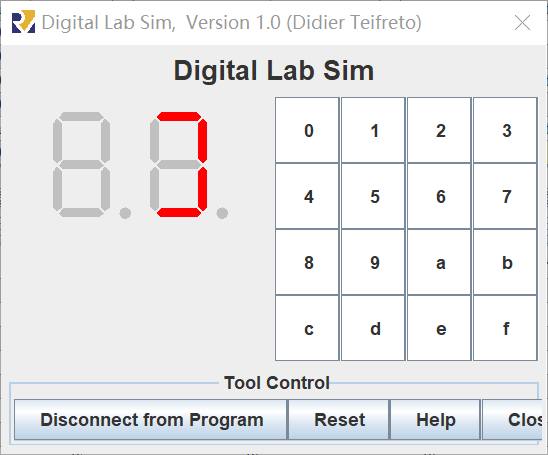 Digital Lab Sim, Version 1.0 (Didier Teifreto)
Digital Lab Sim
0 1 2 3
4 5 6 7
8 9 a b
c d e f
Tool Control
Disconnect from Program Reset Help Clos